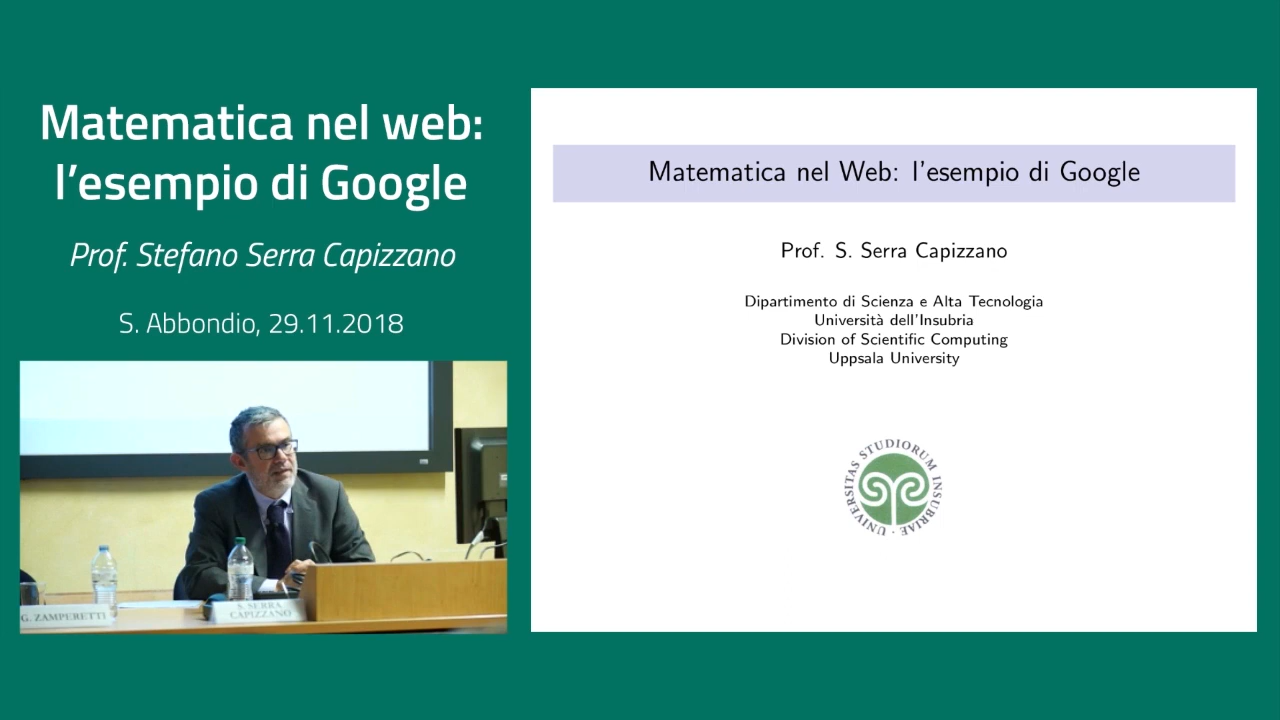 Matematica nel web:
l'esempio di Google
Prof. Stefano Serra Capizzano
S. Abbondio, 29.11.2018
G. ZAMPERETTI
S. SERRA
CAPIZZANO
Matematica nel Web: l'esempio di Google
Prof. S. Serra Capizzano
Dipartimento di Scienza e Alta Tecnologia
Università dell'Insubria
Division of Scientific Computing
Uppsala University
UNIVERSITAS STUDIORUM INSUBRIAE